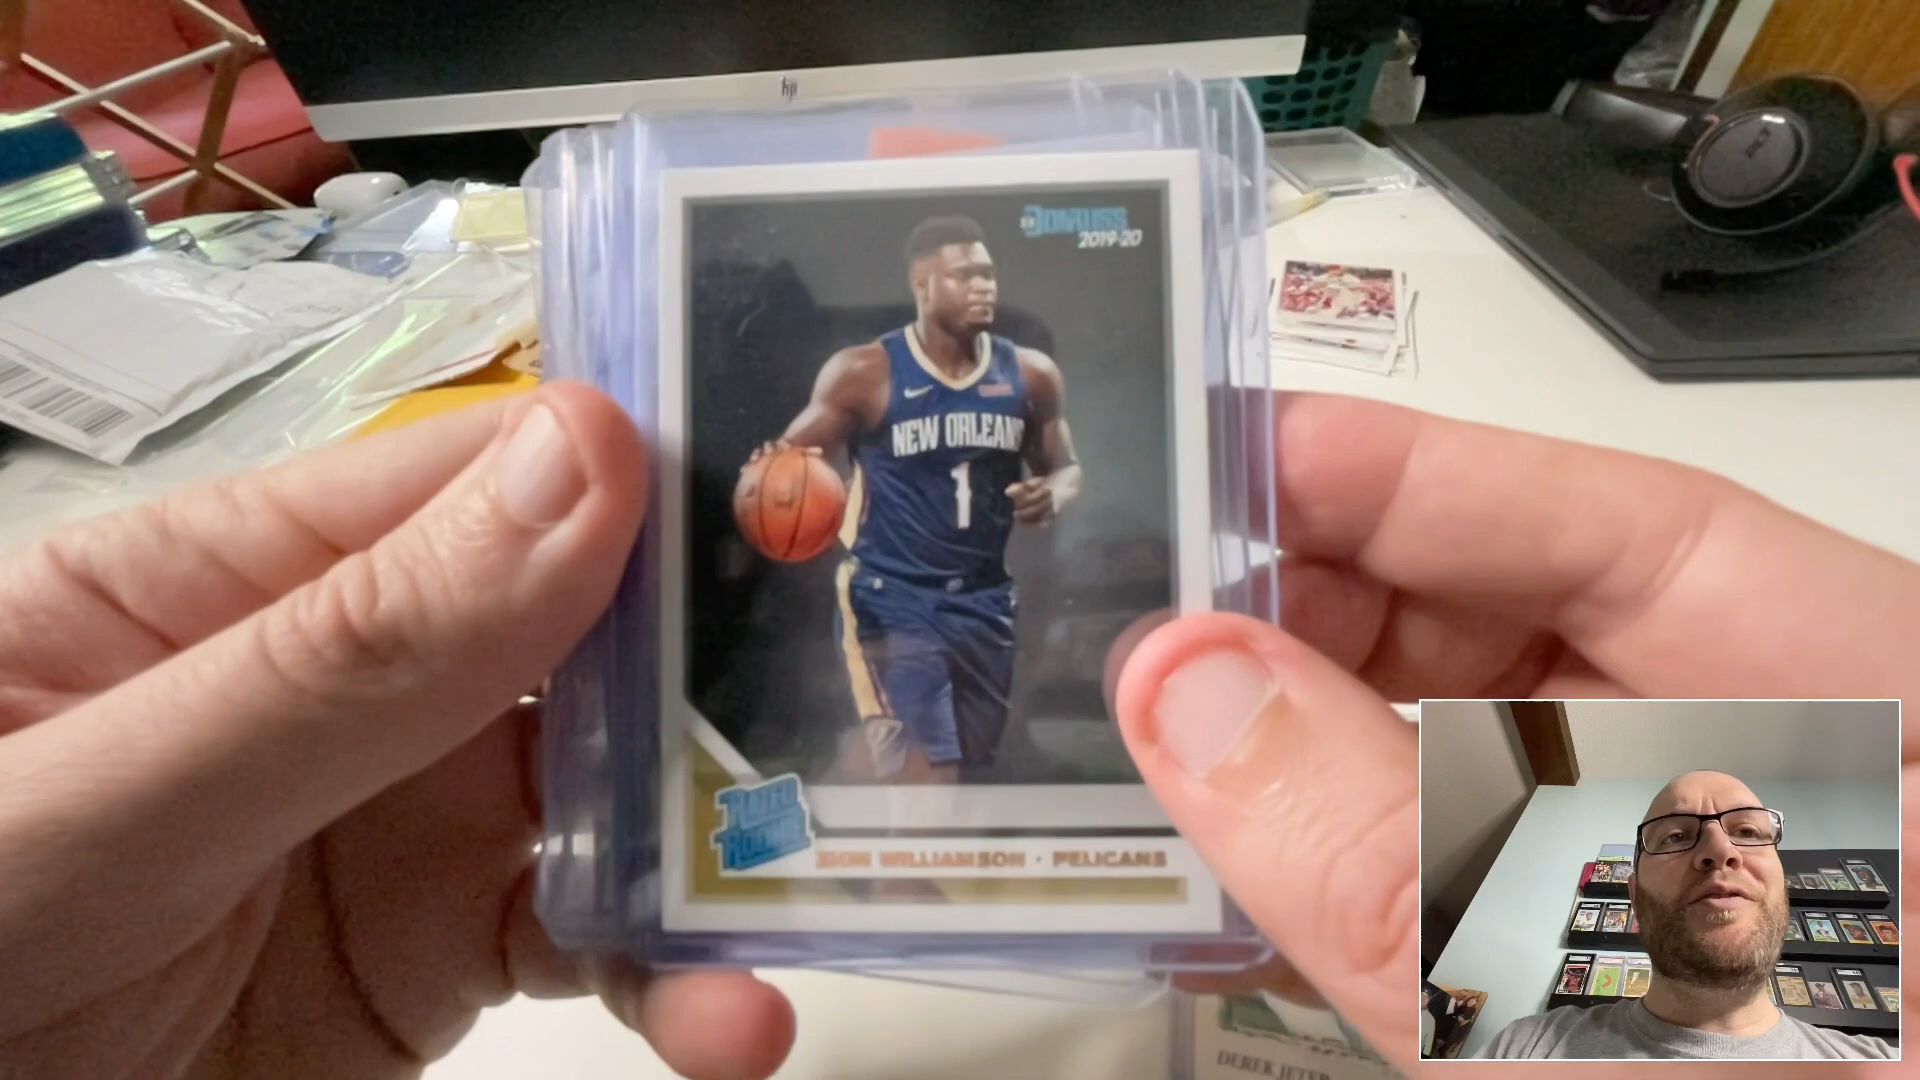 hp
DONRUSS
2019-20
NEW ORLEANS
1
RATED
ROOKIE
ZION WILLIAMSON · PELICANS
DEREK JETER